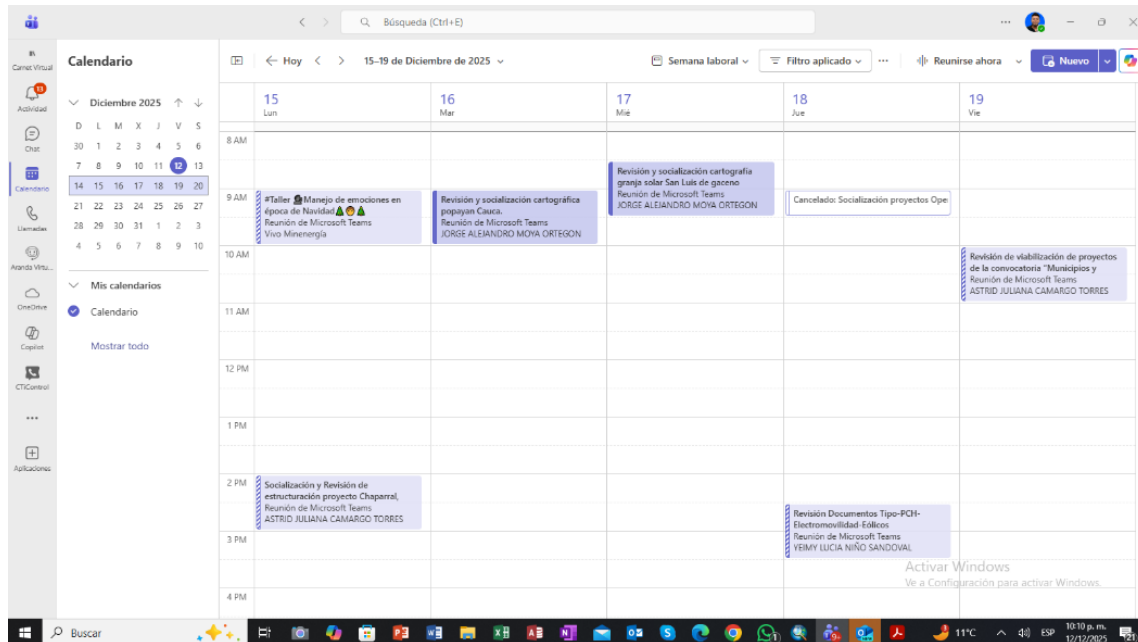 Búsqueda (Ctrl+E)
Carnet Virtual
Actividad
Chat
Calendario
Llamadas
Aranda Virtu...
OneDrive
Copilot
CTiControl
Aplicaciones
Calendario
Diciembre 2025
D L M X J V S
30 1 2 3 4 5 6
7 8 9 10 11 12 13
14 15 16 17 18 19 20
21 22 23 24 25 26 27
28 29 30 31 1 2 3
4 5 6 7 8 9 10
Mis calendarios
Calendario
Mostrar todo
Hoy
15–19 de Diciembre de 2025
Semana laboral
Filtro aplicado
Reunirse ahora
Nuevo
15
Lun
16
Mar
17
Mié
18
Jue
19
Vie
8 AM
9 AM
10 AM
11 AM
12 PM
1 PM
2 PM
3 PM
4 PM
#Taller Manejo de emociones en
época de Navidad
Reunión de Microsoft Teams
Vivo Minenergía
Socialización y Revisión de
estructuración proyecto Chaparral,
Reunión de Microsoft Teams
ASTRID JULIANA CAMARGO TORRES
Revisión y socialización cartográfica
popayan Cauca.
Reunión de Microsoft Teams
JORGE ALEJANDRO MOYA ORTEGON
Revisión y socialización cartografía
granja solar San Luis de gaceno
Reunión de Microsoft Teams
JORGE ALEJANDRO MOYA ORTEGON
Cancelado: Socialización proyectos Ope
Revisión Documentos Tipo-PCH-
Electromovilidad-Eólicos
Reunión de Microsoft Teams
YEIMY LUCIA NIÑO SANDOVAL
Revisión de viabilización de proyectos
de la convocatoria "Municipios y
Reunión de Microsoft Teams
ASTRID JULIANA CAMARGO TORRES
Activar Windows
Ve a Configuración para activar Windows.
Buscar
11°C
ESP
10:10 p. m.
12/12/2025